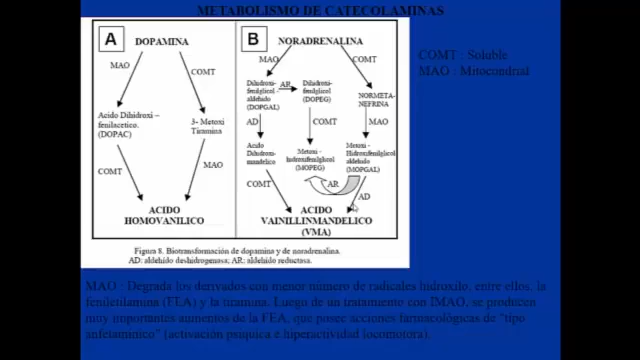 METABOLISMO DE CATECOLAMINAS
COMT : Soluble
MAO : Mitocondrial
A
DOPAMINA
MAO
COMT
Acido Dihidroxi –
fenilacetico.
(DOPAC)
3- Metoxi
Tiramina
COMT
MAO
ACIDO
HOMOVANILICO
B
NORADRENALINA
MAO
COMT
Dihidroxi-
fenilglicol -
aldehido
(DOPGAL)
AR
Dihidroxi-
fenilglicol
(DOPEG)
NORMETA-
NEFRINA
AD
COMT
MAO
Acido
Dihidroxi-
mandelico
Metoxi -
hidroxifenilglicol
(MOPEG)
Metoxi -
Hidroxifenilglicol
aldehido
(MOPGAL)
COMT
AR
AD
ACIDO
VAINILLINMANDELICO
(VMA)
Figura 8. Biotransformación de dopamina y de noradrenalina.
AD: aldehido deshidrogenasa; AR: aldehido reductasa.
MAO : Degrada los derivados con menor número de radicales hidroxilo, entre ellos, la
feniletilamina (FEA) y la tiramina. Luego de un tratamiento con IMAO, se producen
muy importantes aumentos de la FEA, que posee acciones farmacológicas de "tipo
anfetamínico" (activación psíquica e hiperactividad locomotora).